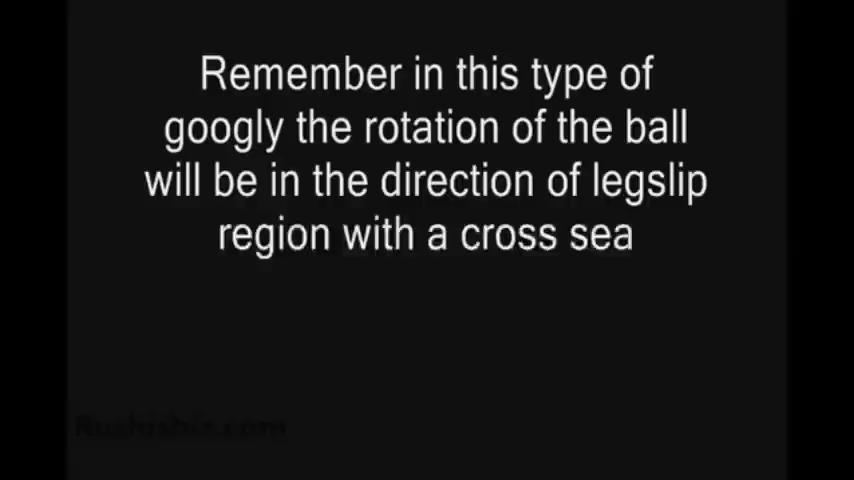 Remember in this type of
googly the rotation of the ball
will be in the direction of legslip
region with a cross sea